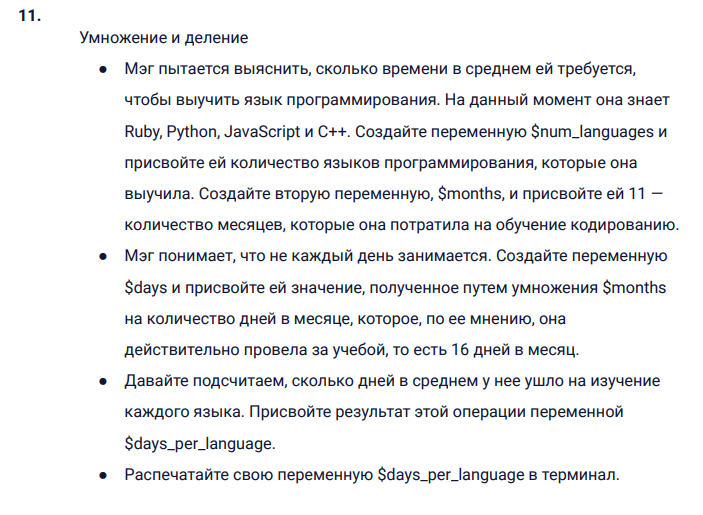 11.
Умножение и деление
● Мэг пытается выяснить, сколько времени в среднем ей требуется,
чтобы выучить язык программирования. На данный момент она знает
Ruby, Python, JavaScript и C++. Создайте переменную $num_languages и
присвойте ей количество языков программирования, которые она
выучила. Создайте вторую переменную, $months, и присвойте ей 11 —
количество месяцев, которые она потратила на обучение кодированию.
● Мэг понимает, что не каждый день занимается. Создайте переменную
$days и присвойте ей значение, полученное путем умножения $months
на количество дней в месяце, которое, по ее мнению, она
действительно провела за учебой, то есть 16 дней в месяц.
● Давайте подсчитаем, сколько дней в среднем у нее ушло на изучение
каждого языка. Присвойте результат этой операции переменной
$days_per_language.
● Распечатайте свою переменную $days_per_language в терминал.